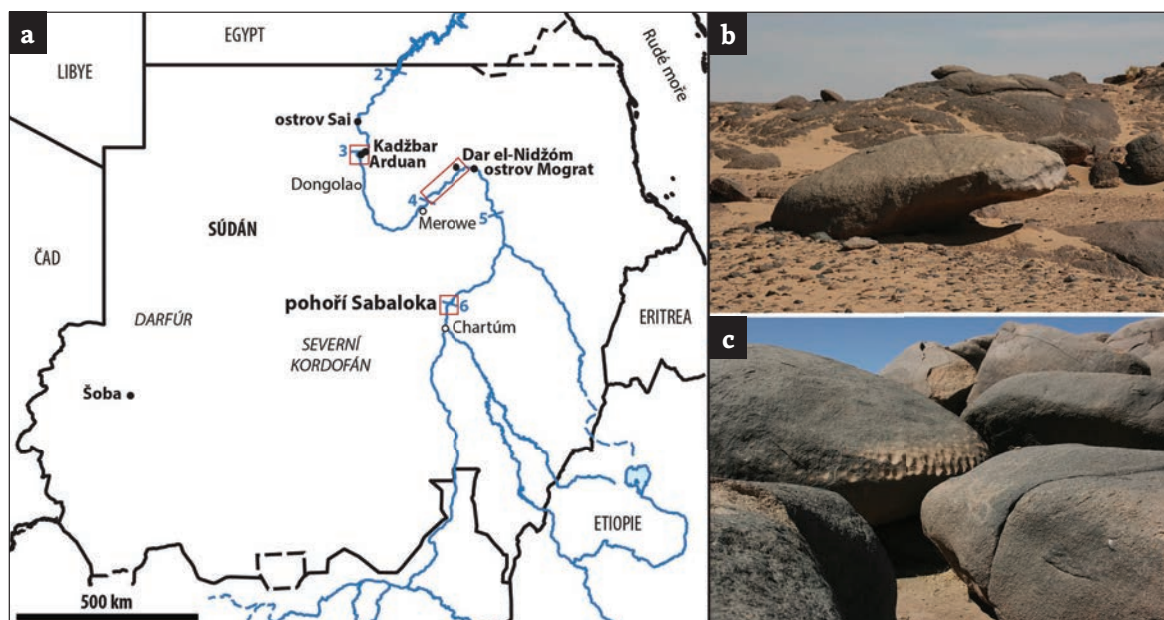 a
EGYPT
LIBYE
Rudé moře
2
ostrov Sai
3
Kadžbar
Arduan
Dar el-Nidžóm
ostrov Mograt
Dongola
4
Merowe
5
SÚDÁN
ČAD
pohoří Sabaloka
6
DARFÚR
Chartúm
ERITREA
SEVERNÍ
KORDOFÁN
Šoba
ETIOPIE
500 km
b
c